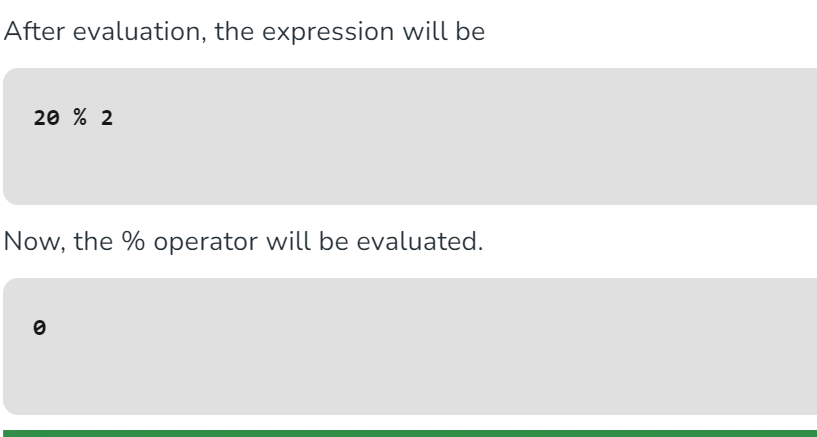 After evaluation, the expression will be
20 % 2
Now, the % operator will be evaluated.
0